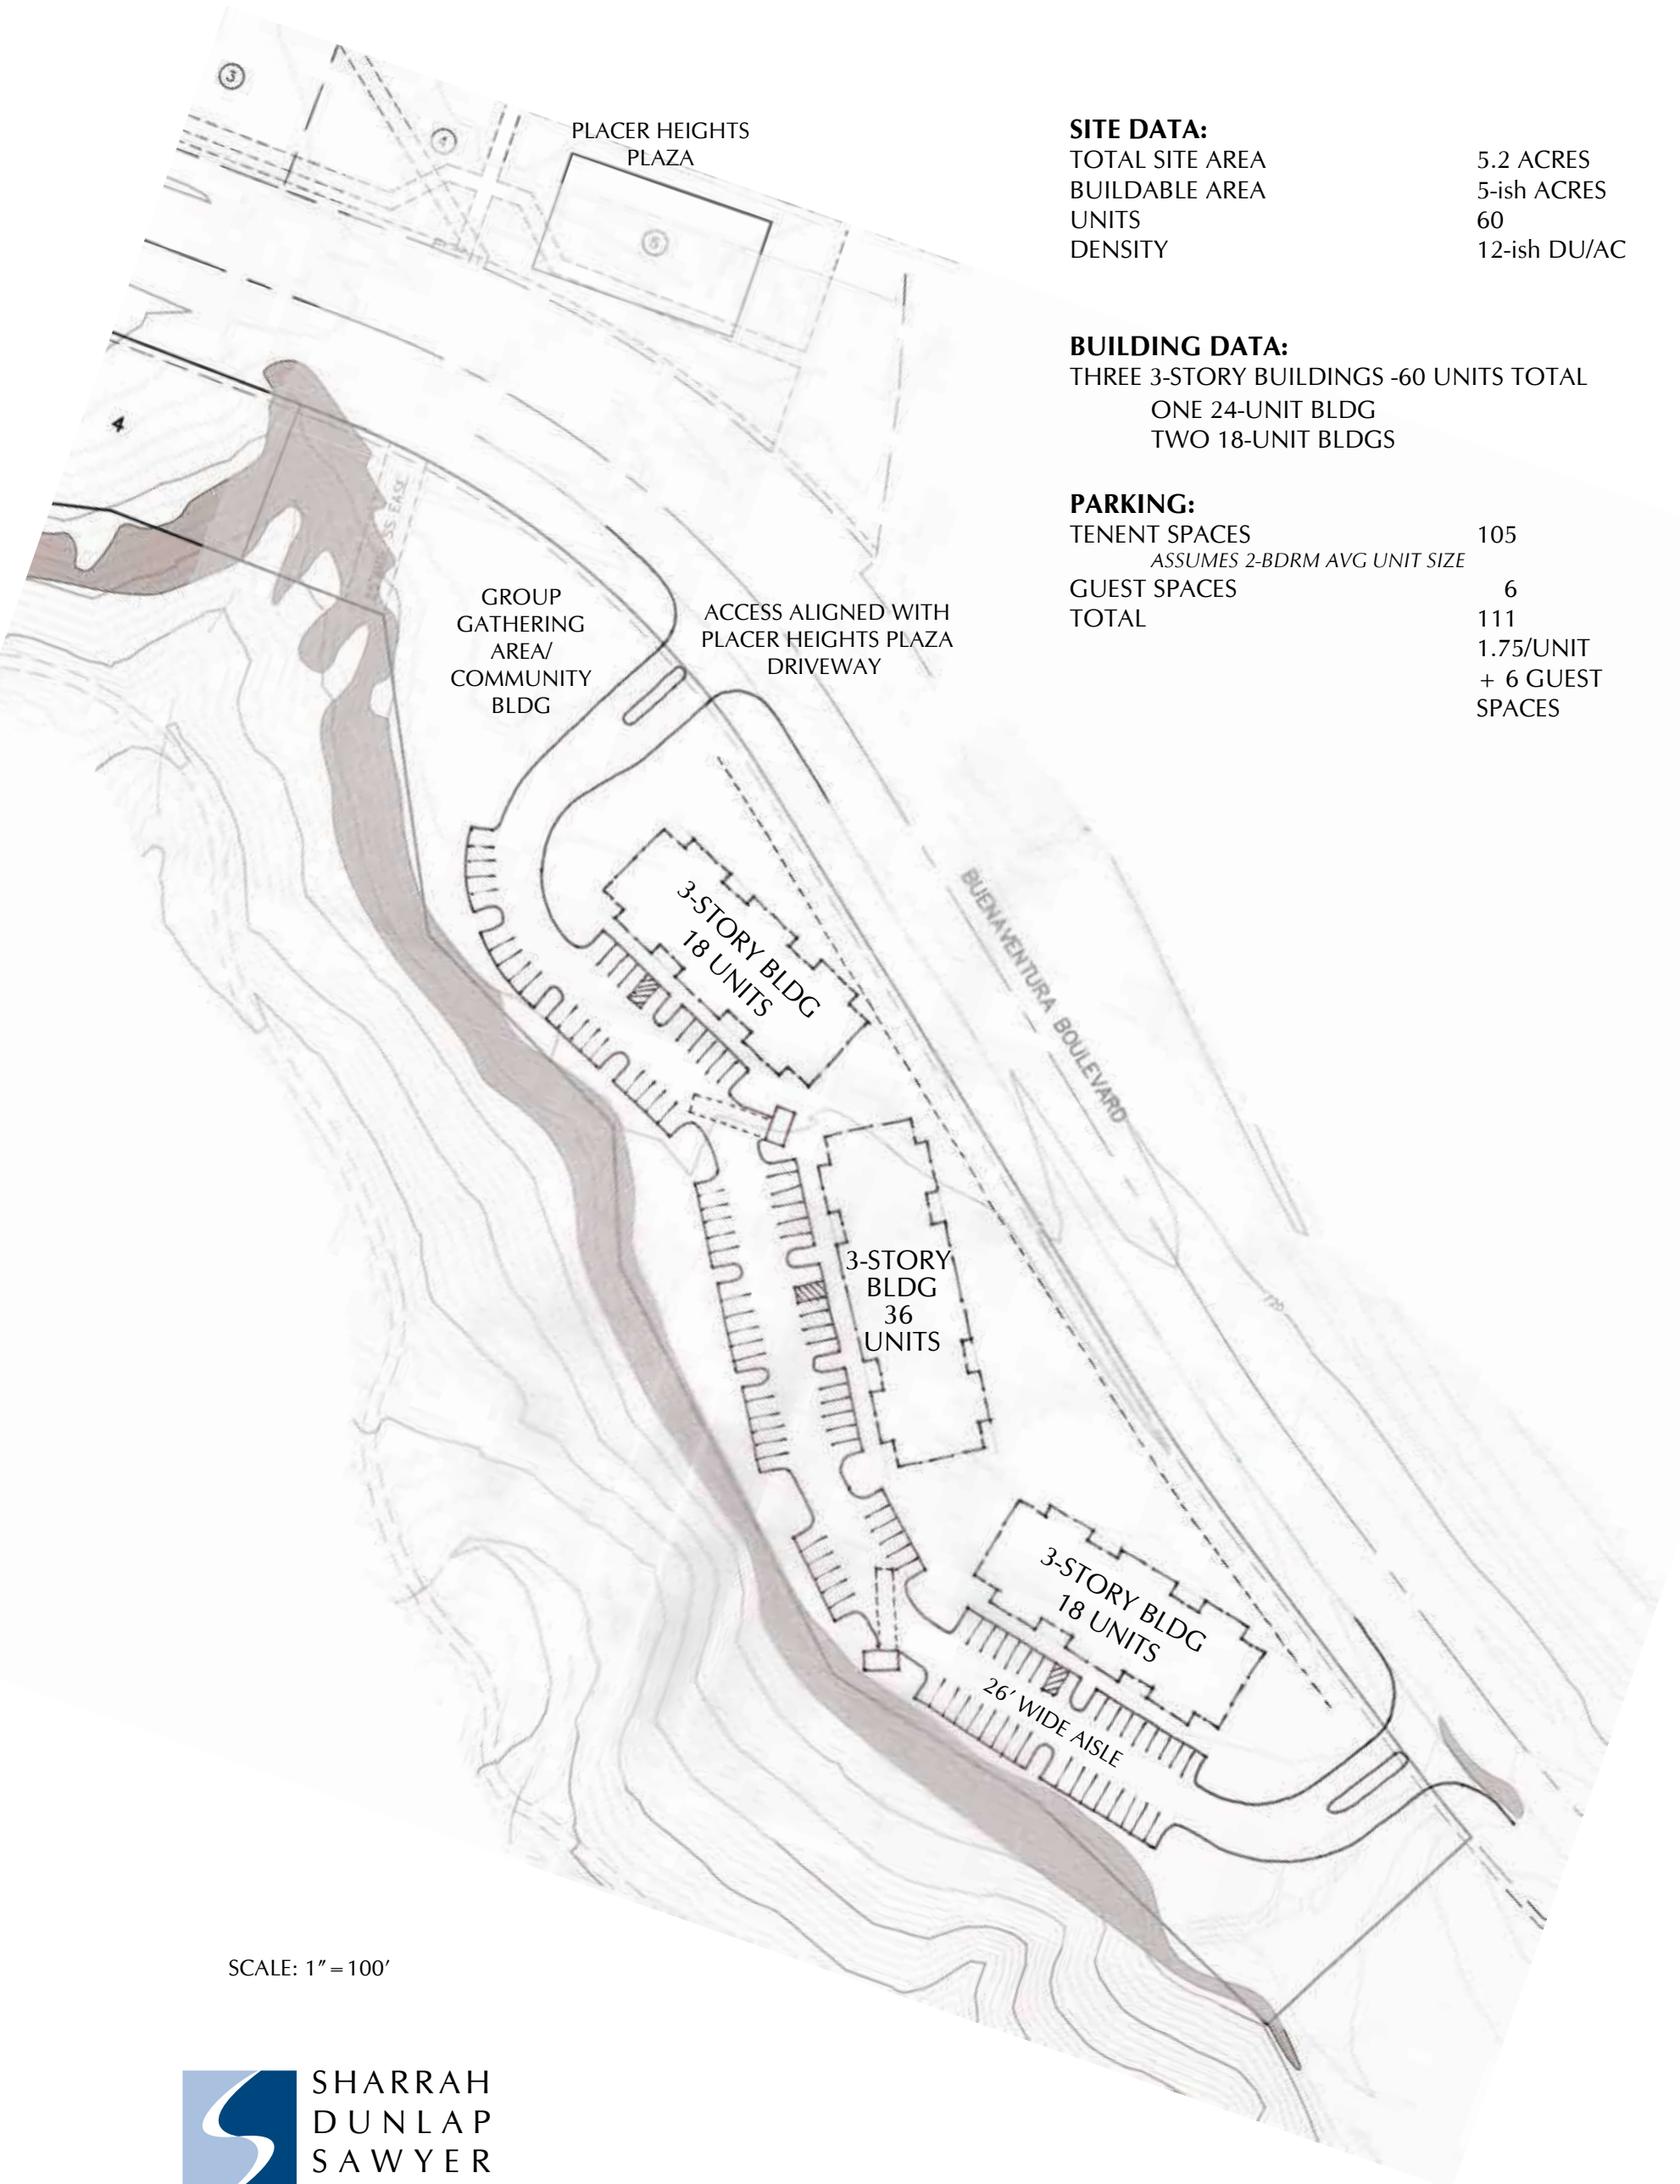 3
4
PLACER HEIGHTS
PLAZA
5
SITE DATA:
TOTAL SITE AREA 5.2 ACRES
BUILDABLE AREA 5-ish ACRES
UNITS 60
DENSITY 12-ish DU/AC
BUILDING DATA:
THREE 3-STORY BUILDINGS -60 UNITS TOTAL
ONE 24-UNIT BLDG
TWO 18-UNIT BLDGS
PARKING:
TENENT SPACES 105
ASSUMES 2-BDRM AVG UNIT SIZE
GUEST SPACES 6
TOTAL 111
1.75/UNIT
+ 6 GUEST
SPACES
4
EASE
GROUP
GATHERING
AREA/
COMMUNITY
BLDG
ACCESS ALIGNED WITH
PLACER HEIGHTS PLAZA
DRIVEWAY
BUENAVENTURA BOULEVARD
3-STORY BLDG
18 UNITS
3-STORY
BLDG
36
UNITS
3-STORY BLDG
18 UNITS
26' WIDE AISLE
SCALE: 1"=100'
SHARRAH
DUNLAP
SAWYER